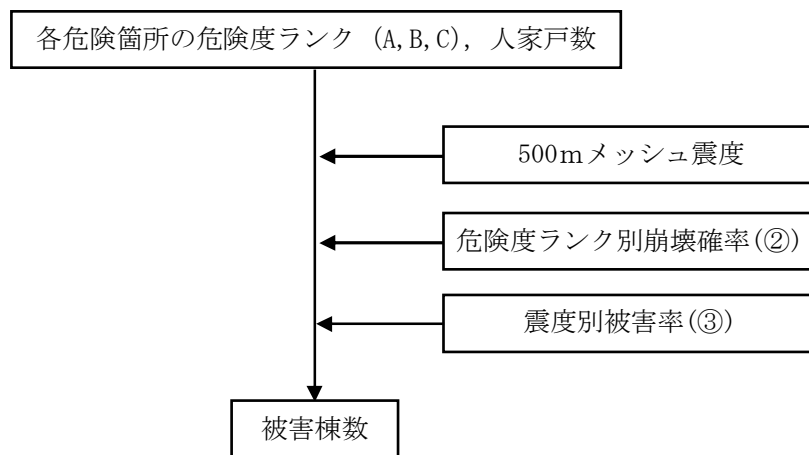 各危険箇所の危険度ランク (A,B,C), 人家戸数
500ｍメッシュ震度
危険度ランク別崩壊確率(②)
震度別被害率(③)
被害棟数